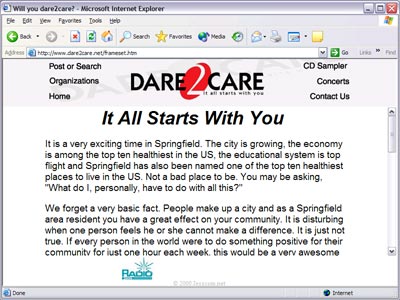 Will you dare2care? - Microsoft Internet Explorer
File Edit View Favorites Tools Help
Back Search Favorites Media
Address http://www.dare2care.net/frameset.htm Go Links
Post or Search
Organizations
Home
DARE2CARE
it all starts with you
CD Sampler
Concerts
Contact Us
It All Starts With You
It is a very exciting time in Springfield. The city is growing, the economy
is among the top ten healthiest in the US, the educational system is top
flight and Springfield has also been named one of the top ten healthiest
places to live in the US. Not a bad place to be. You may be asking,
"What do I, personally, have to do with all this?"
We forget a very basic fact. People make up a city and as a Springfield
area resident you have a great effect on your community. It is disturbing
when one person feels he or she cannot make a difference. It is just not
true. If every person in the world were to do something positive for their
community for just one hour each week, this would be a very awesome
RADIO
© 2000
Done Internet